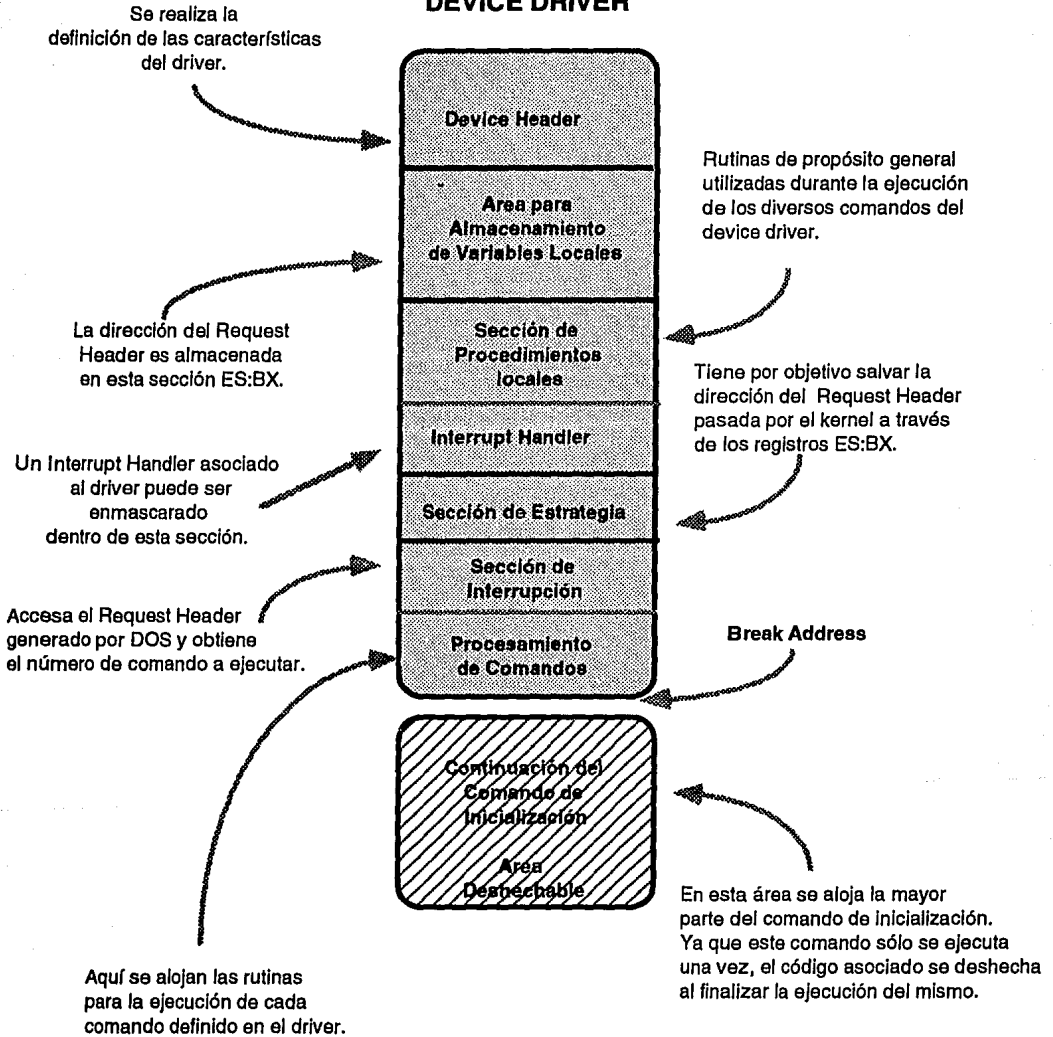 DEVICE DRIVER
Se realiza la
definición de las características
del driver.
Device Header
Rutinas de propósito general
utilizadas durante la ejecución
de los diversos comandos del
device driver.
Area para
Almacenamiento
de Variables Locales
La dirección del Request
Header es almacenada
en esta sección ES:BX.
Sección de
Procedimientos
locales
Tiene por objetivo salvar la
dirección del Request Header
pasada por el kernel a través
de los registros ES:BX.
Interrupt Handler
Un Interrupt Handler asociado
al driver puede ser
enmascarado
dentro de esta sección.
Sección de Estrategia
Sección de
Interrupción
Accesa el Request Header
generado por DOS y obtiene
el número de comando a ejecutar.
Procesamiento
de Comandos
Break Address
Continuación del
Comando de
Inicialización
Area
Deshechable
En esta área se aloja la mayor
parte del comando de inicialización.
Ya que este comando sólo se ejecuta
una vez, el código asociado se deshecha
al finalizar la ejecución del mismo.
Aquí se alojan las rutinas
para la ejecución de cada
comando definido en el driver.